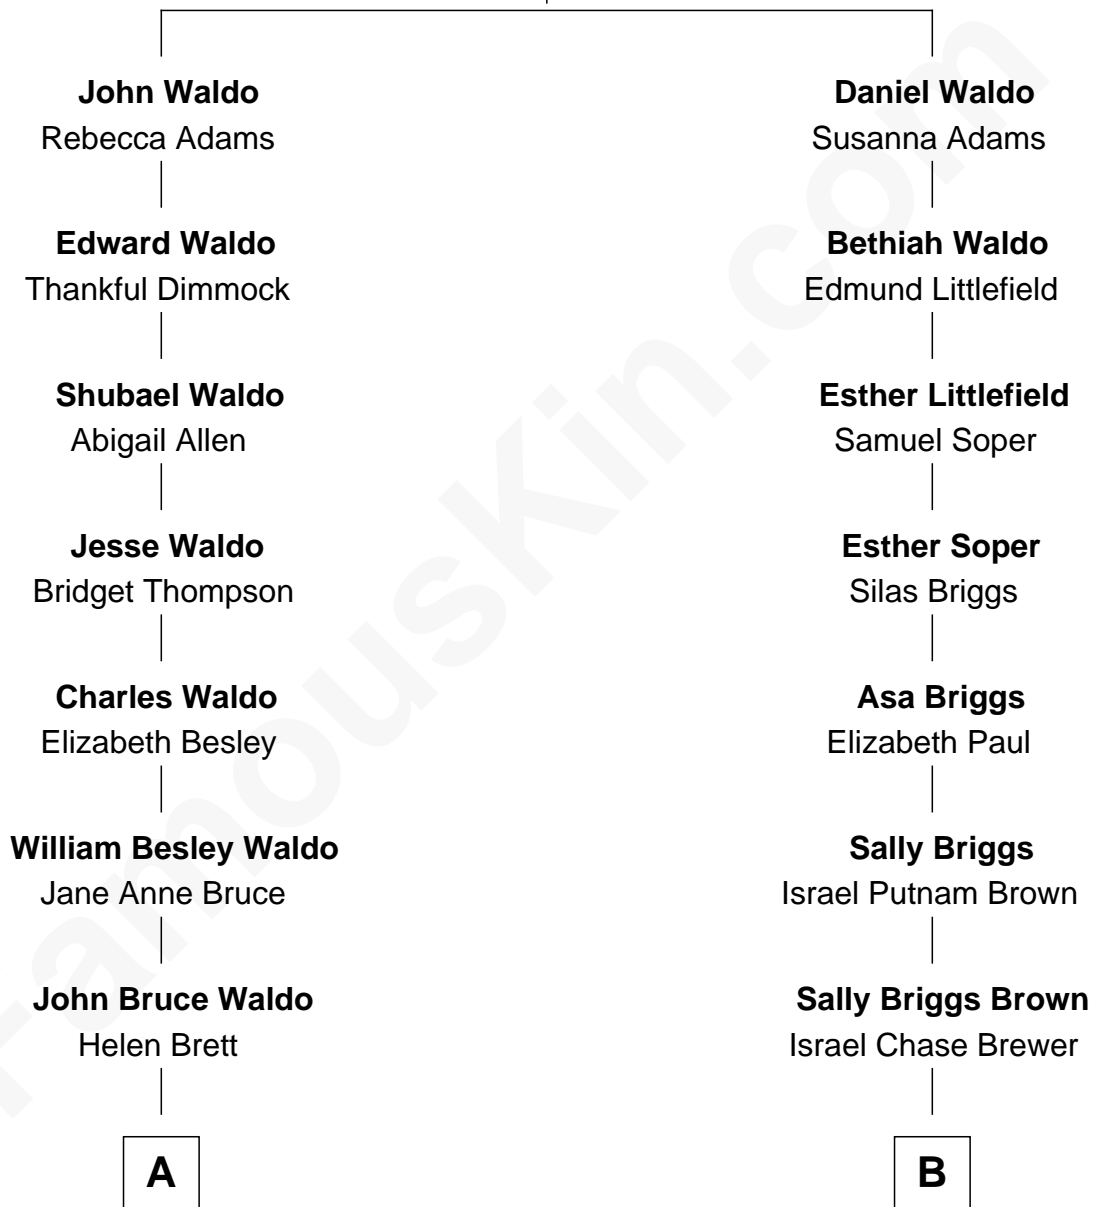 John Waldo
Rebecca Adams
Daniel Waldo
Susanna Adams
Edward Waldo
Thankful Dimmock
Bethiah Waldo
Edmund Littlefield
Shubael Waldo
Abigail Allen
Esther Littlefield
Samuel Soper
Jesse Waldo
Bridget Thompson
Esther Soper
Silas Briggs
Charles Waldo
Elizabeth Besley
Asa Briggs
Elizabeth Paul
William Besley Waldo
Jane Anne Bruce
Sally Briggs
Israel Putnam Brown
John Bruce Waldo
Helen Brett
Sally Briggs Brown
Israel Chase Brewer
A
B
FamousKin.com